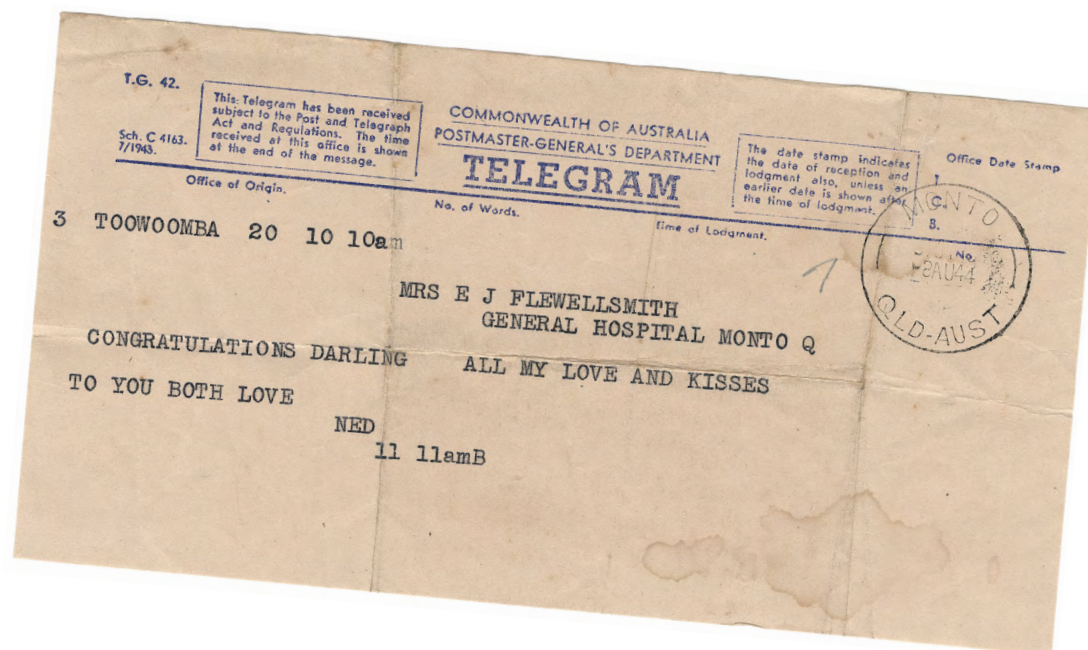 T.G. 42.
Sch. C 4163.
7/1943.
This Telegram has been received
subject to the Post and Telegraph
Act and Regulations. The time
received at this office is shown
at the end of the message.
COMMONWEALTH OF AUSTRALIA
POSTMASTER-GENERAL'S DEPARTMENT
TELEGRAM
The date stamp indicates
the date of reception and
lodgment also, unless an
earlier date is shown after
the time of lodgment.
Office Date Stamp
T.
C.
B.
No.
Office of Origin.
No. of Words.
Time of Lodgment.
MONTO
8AU44
QLD-AUST
3 TOOWOOMBA 20 10 10am
MRS E J FLEWELLSMITH
GENERAL HOSPITAL MONTO Q
CONGRATULATIONS DARLING ALL MY LOVE AND KISSES
TO YOU BOTH LOVE
NED
11 11amB